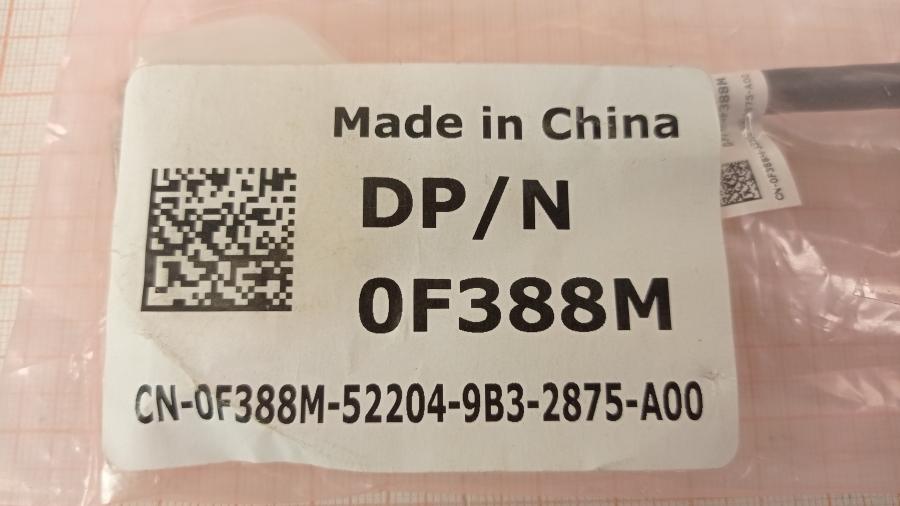 Made in China
DP/N
0F388M
CN-0F388M-52204-9B3-2875-A00